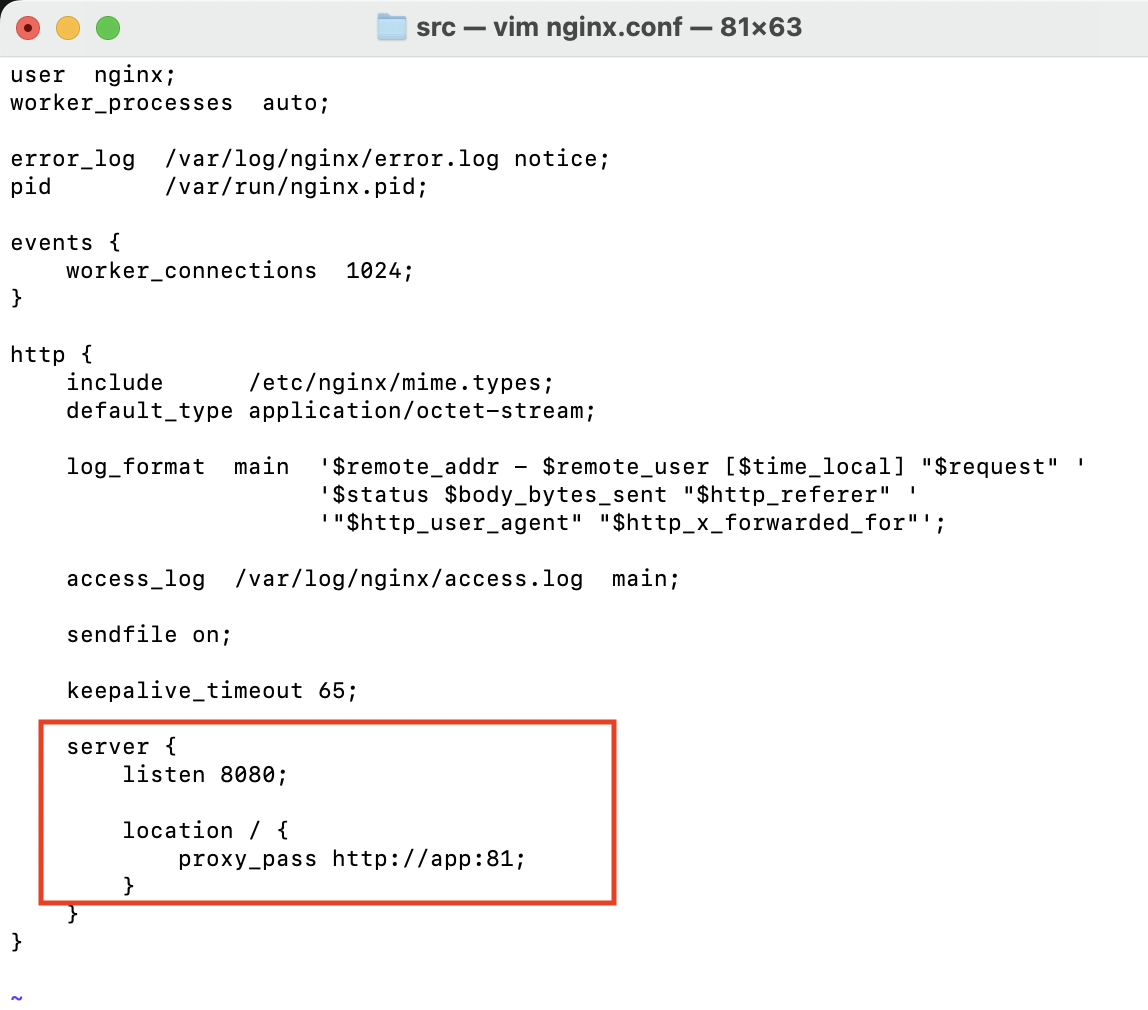 src — vim nginx.conf — 81×63
user  nginx;
worker_processes  auto;
error_log  /var/log/nginx/error.log notice;
pid        /var/run/nginx.pid;
events {
    worker_connections  1024;
}
http {
    include      /etc/nginx/mime.types;
    default_type application/octet-stream;
    log_format  main  '$remote_addr - $remote_user [$time_local] "$request" '
                      '$status $body_bytes_sent "$http_referer" '
                      '"$http_user_agent" "$http_x_forwarded_for"';
    access_log  /var/log/nginx/access.log  main;
    sendfile on;
    keepalive_timeout 65;
    server {
        listen 8080;
        location / {
            proxy_pass http://app:81;
        }
    }
}
~